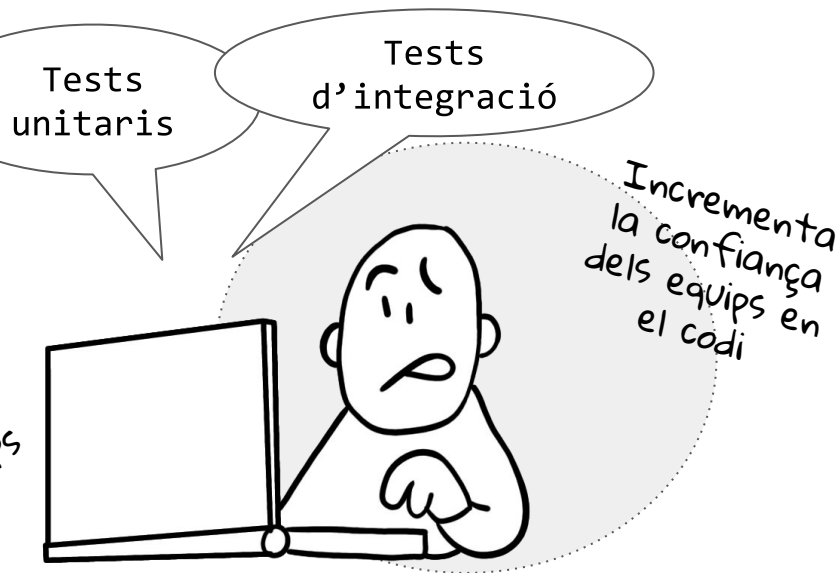 Tests
unitaris
Tests
d’integració
Incrementa
la confiança
dels equips en
el codi